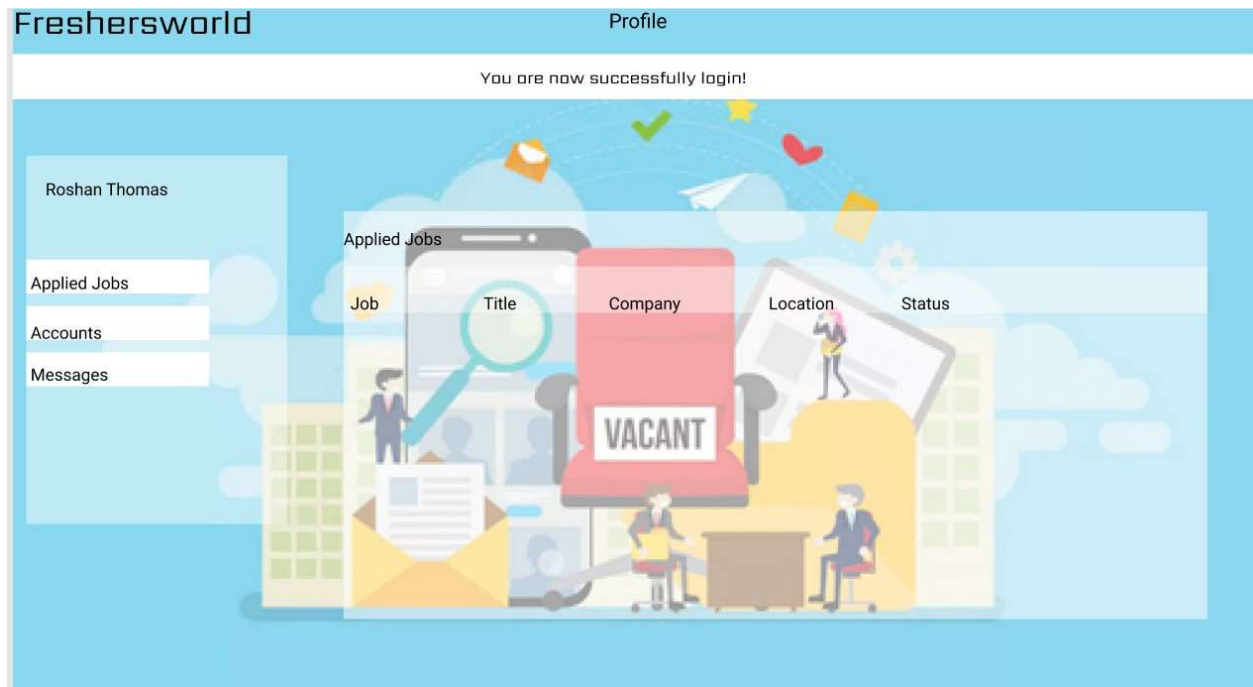 Freshersworld
Profile
You are now successfully login!
Roshan Thomas
Applied Jobs
Accounts
Messages
Applied Jobs
Job Title Company Location Status
VACANT